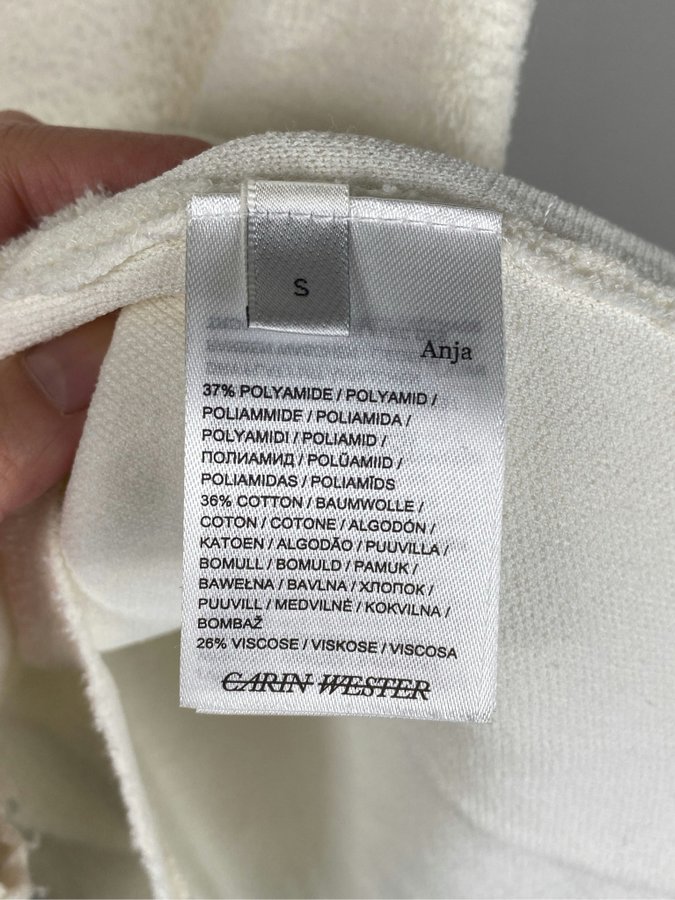 S
Anja
37% POLYAMIDE / POLYAMID /
POLIAMMIDE / POLIAMIDA /
POLYAMIDI / POLIAMID /
ПОЛИАМИД / POLÜAMIID /
POLIAMIDAS / POLIAMĪDS
36% COTTON / BAUMWOLLE /
COTON / COTONE / ALGODÓN /
KATOEN / ALGODÃO / PUUVILLA /
BOMULL / BOMULD / PAMUK /
BAWEŁNA / BAVLNA / ХЛОПОК /
PUUVILL / MEDVILNĖ / KOKVILNA /
BOMBAŽ
26% VISCOSE / VISKOSE / VISCOSA
CARIN WESTER